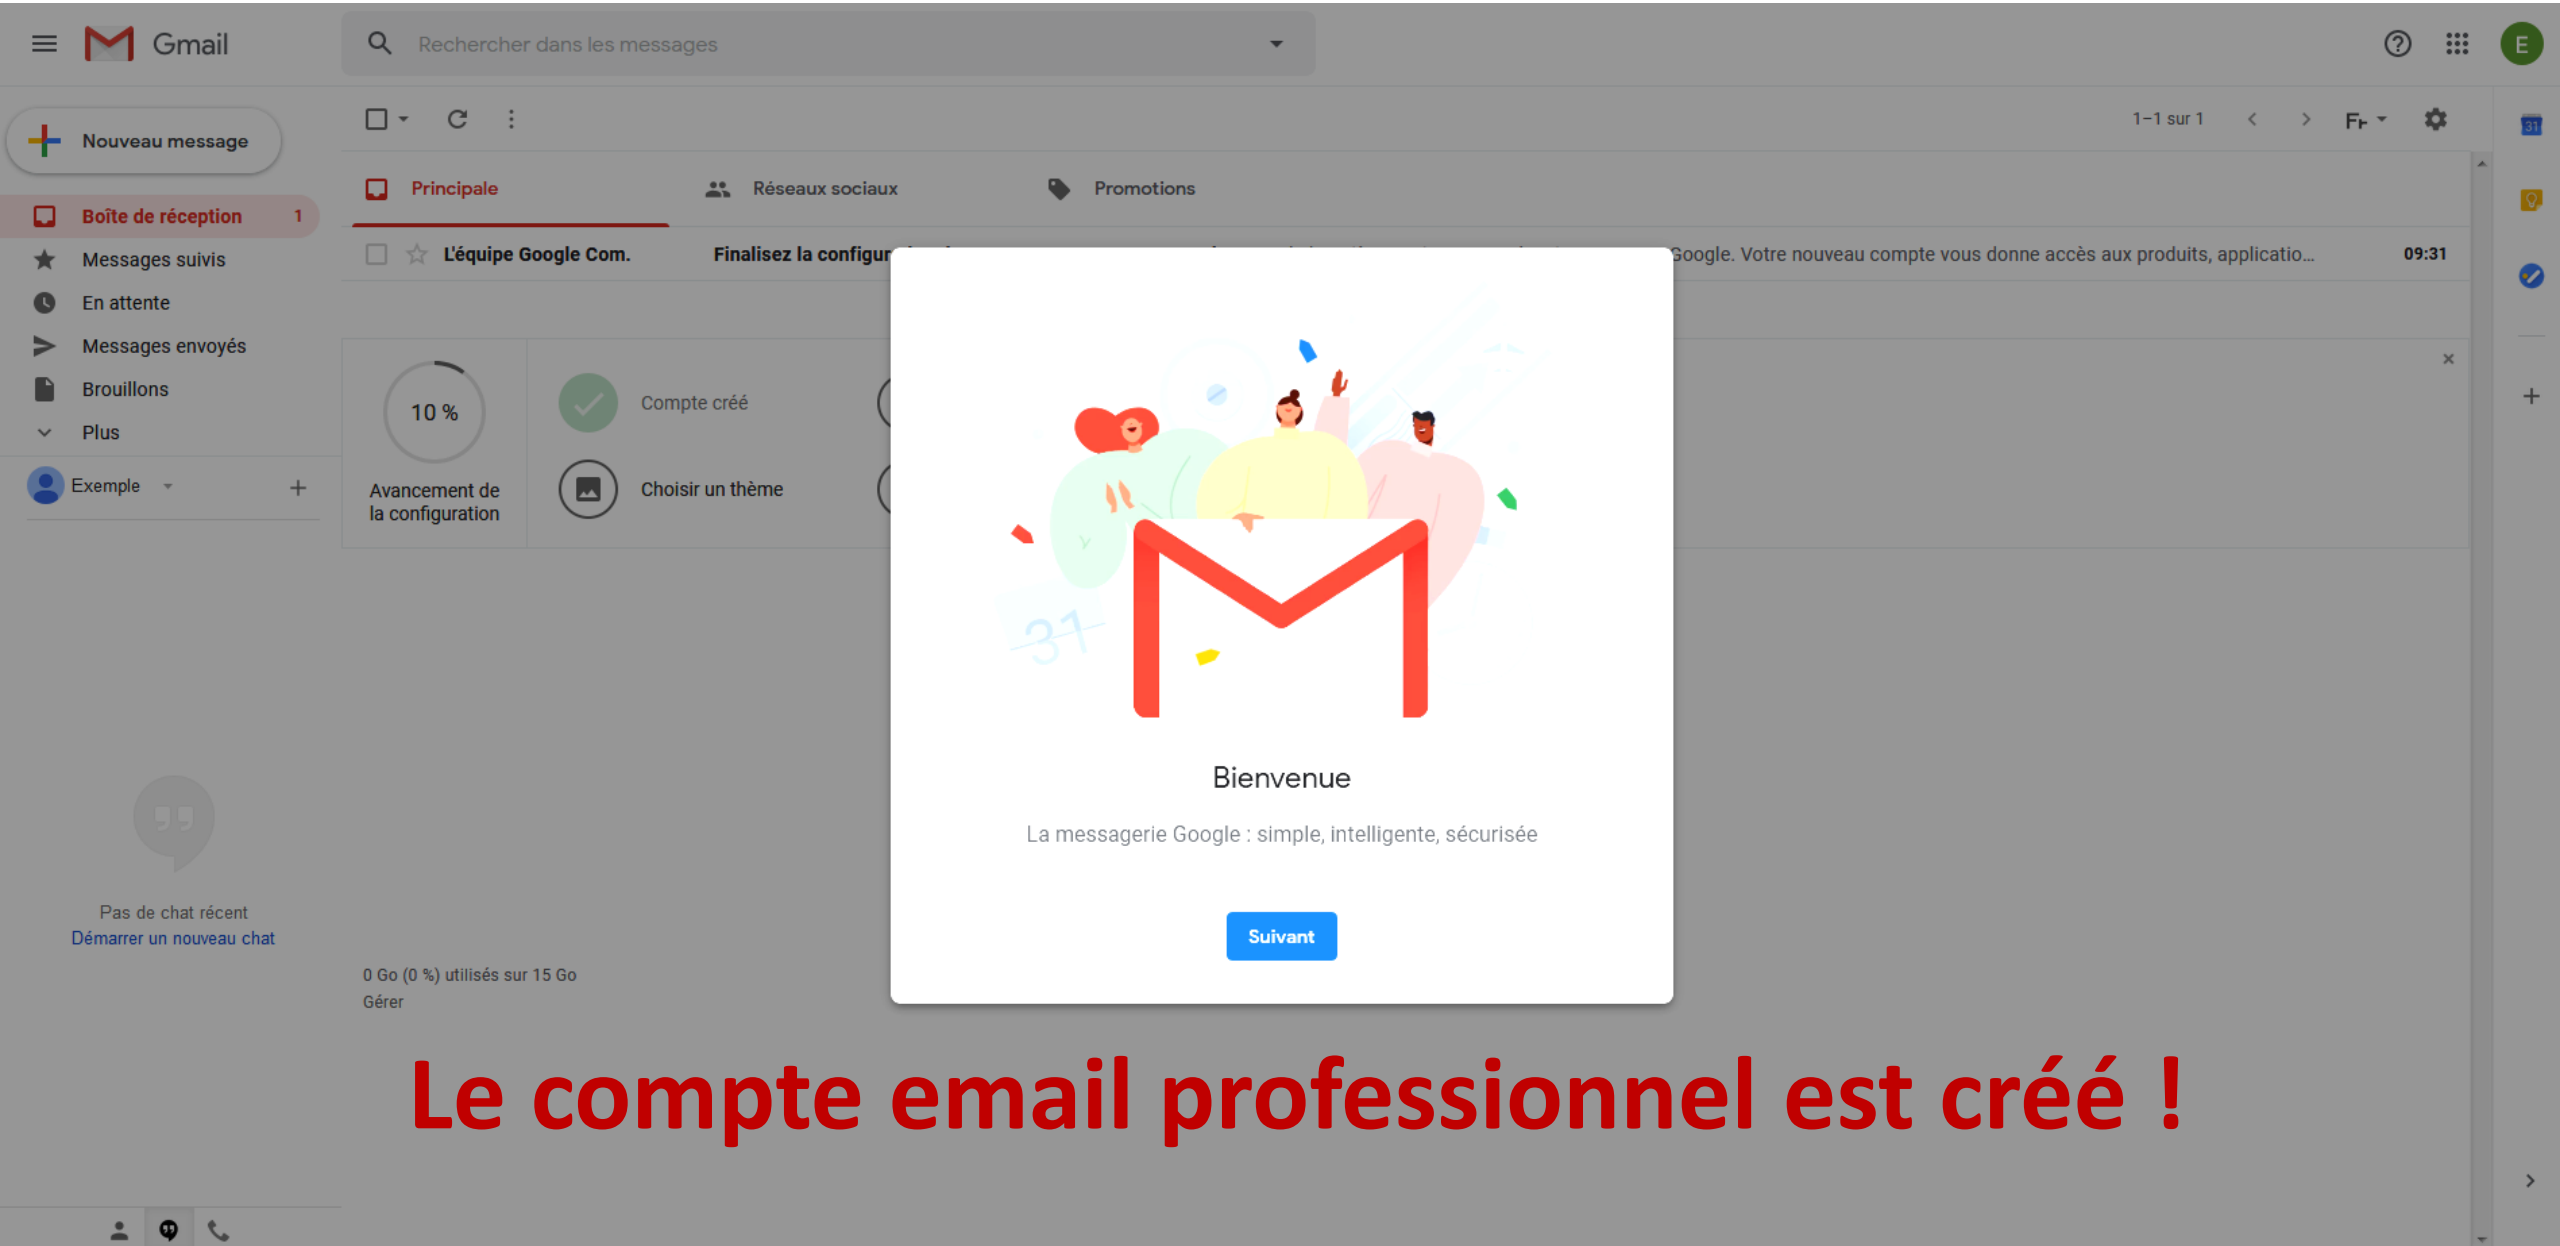 Gmail
Rechercher dans les messages
E
Nouveau message
1–1 sur 1
31
Principale
Réseaux sociaux
Promotions
Boîte de réception 1
L'équipe Google Com. Finalisez la configur
Google. Votre nouveau compte vous donne accès aux produits, applicatio… 09:31
Messages suivis
En attente
Messages envoyés
Brouillons
Plus
Exemple
10 %
Avancement de
la configuration
Compte créé
Choisir un thème
31
Bienvenue
La messagerie Google : simple, intelligente, sécurisée
Suivant
Pas de chat récent
Démarrer un nouveau chat
0 Go (0 %) utilisés sur 15 Go
Gérer
Le compte email professionnel est créé !